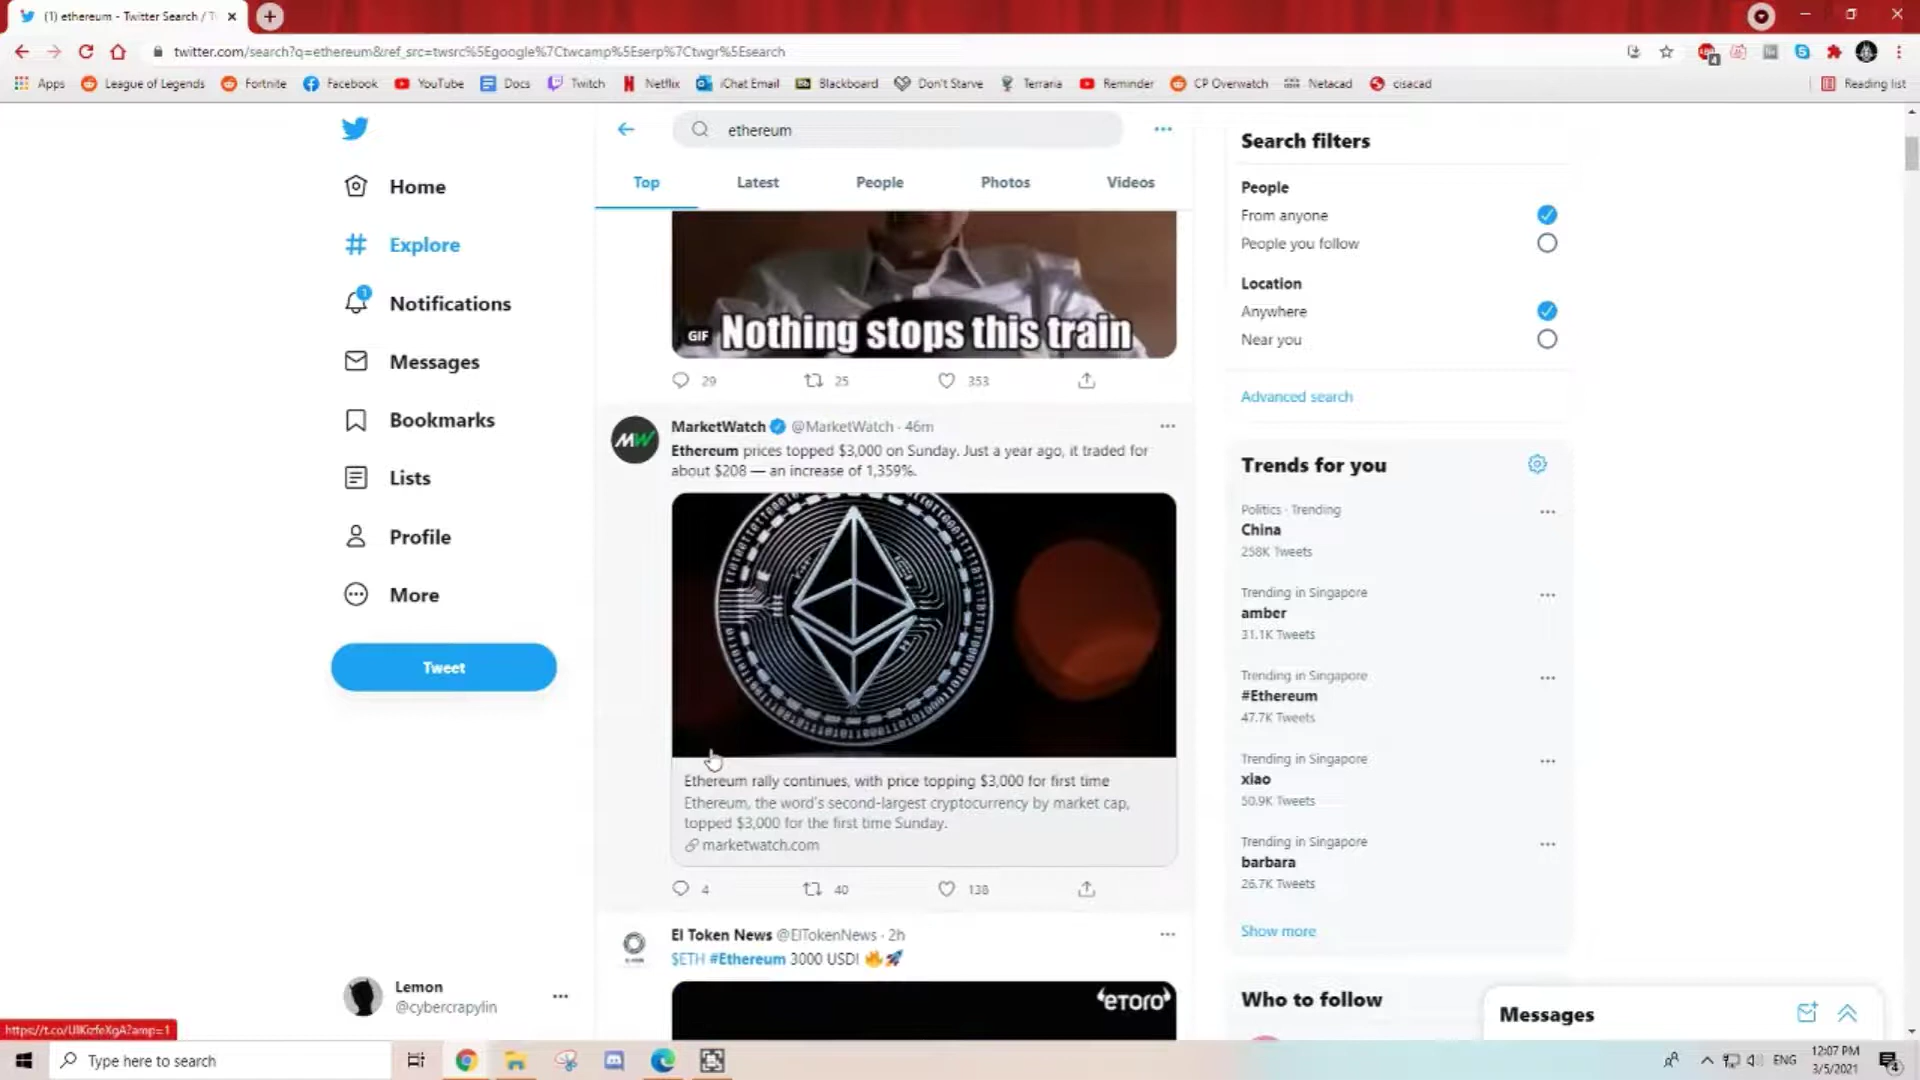 (1) ethereum - Twitter Search / T
twitter.com/search?q=ethereum&ref_src=twsrc%5Egoogle%7Ctwcamp%5Eserp%7Ctwgr%5Esearch
Apps League of Legends Fortnite Facebook YouTube Docs Twitch Netflix iChat Email Blackboard Don't Starve Terraria Reminder CP Overwatch Netacad cisacad Reading list
ethereum
Top Latest People Photos Videos
Home
Explore
1
Notifications
Messages
Bookmarks
Lists
Profile
More
Tweet
Lemon
@cybercrapylin
GIF Nothing stops this train
29 25 353
MW
MarketWatch @MarketWatch · 46m
Ethereum prices topped $3,000 on Sunday. Just a year ago, it traded for
about $208 — an increase of 1,359%.
Ethereum rally continues, with price topping $3,000 for first time
Ethereum, the word's second-largest cryptocurrency by market cap,
topped $3,000 for the first time Sunday.
marketwatch.com
4 40 138
El Token News @ElTokenNews · 2h
$ETH #Ethereum 3000 USD! 🔥🚀
eToro
Search filters
People
From anyone
People you follow
Location
Anywhere
Near you
Advanced search
Trends for you
Politics · Trending
China
258K Tweets
Trending in Singapore
amber
31.1K Tweets
Trending in Singapore
#Ethereum
47.7K Tweets
Trending in Singapore
xiao
50.9K Tweets
Trending in Singapore
barbara
26.7K Tweets
Show more
Who to follow
Messages
Type here to search
ENG
12:07 PM
3/5/2021
4